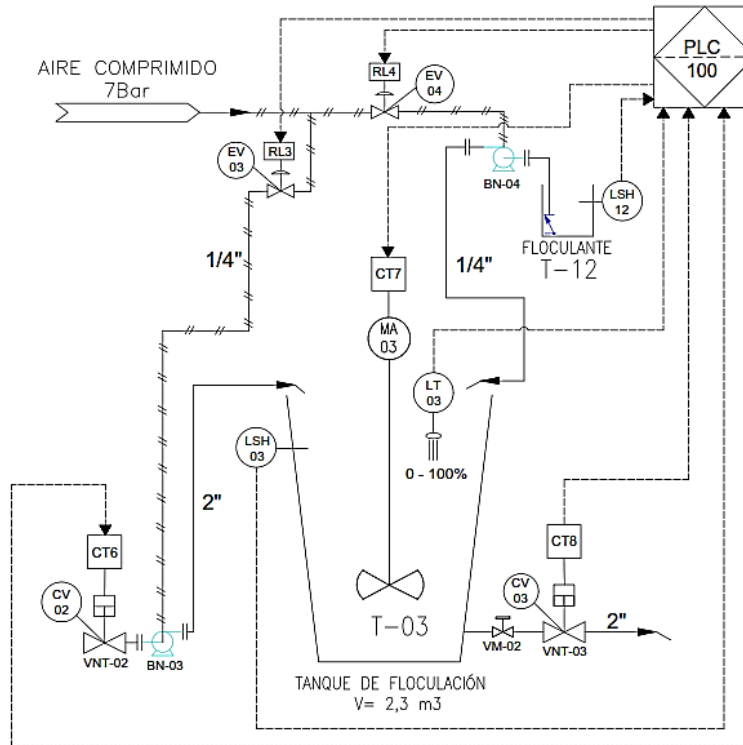 AIRE COMPRIMIDO
7Bar
RL4
EV
04
PLC
100
EV
03
RL3
BN-04
LSH
12
FLOCULANTE
T-12
1/4"
1/4"
CT7
MA
03
LT
03
0 - 100%
LSH
03
2"
CT6
CV
02
VNT-02
BN-03
T-03
CT8
CV
03
2"
VM-02
VNT-03
TANQUE DE FLOCULACIÓN
V= 2,3 m3